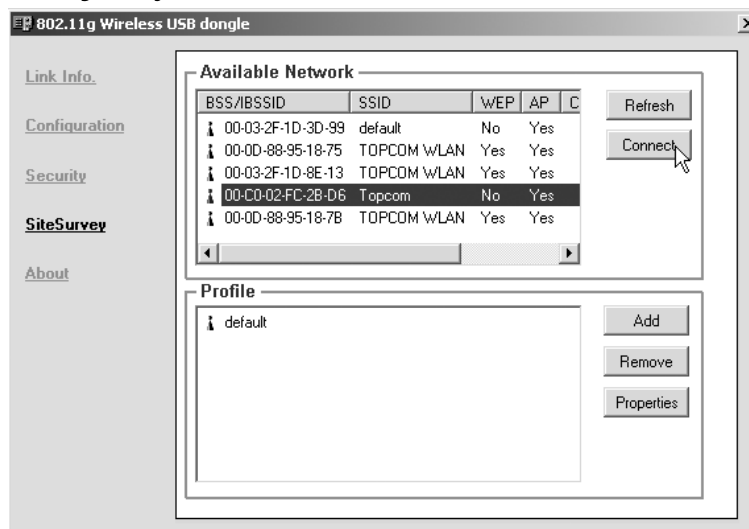 802.11g Wireless USB dongle
Link Info.
Configuration
Security
SiteSurvey
About
Available Network
BSS/IBSSID SSID WEP AP C
00-03-2F-1D-3D-99 default No Yes
00-0D-88-95-18-75 TOPCOM WLAN Yes Yes
00-03-2F-1D-8E-13 TOPCOM WLAN Yes Yes
00-C0-02-FC-2B-D6 Topcom No Yes
00-0D-88-95-18-7B TOPCOM WLAN Yes Yes
Refresh
Connect
Profile
default
Add
Remove
Properties